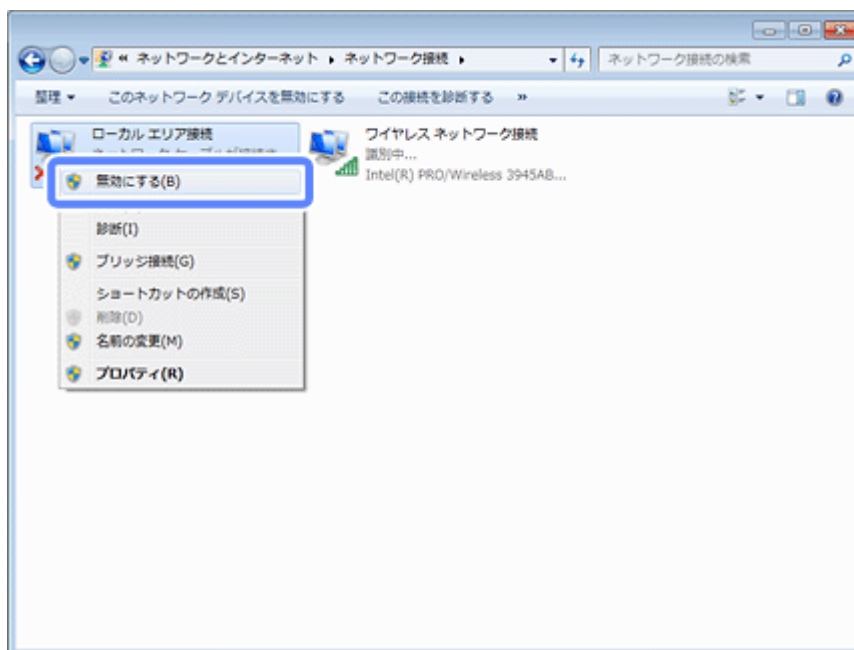 « ネットワークとインターネット ▸ ネットワーク接続 ▸
ネットワーク接続の検索
整理 ▼ このネットワーク デバイスを無効にする この接続を診断する »
ローカル エリア接続
無効にする(B)
診断(I)
ブリッジ接続(G)
ショートカットの作成(S)
削除(D)
名前の変更(M)
プロパティ(R)
ワイヤレス ネットワーク接続
識別中...
Intel(R) PRO/Wireless 3945AB...